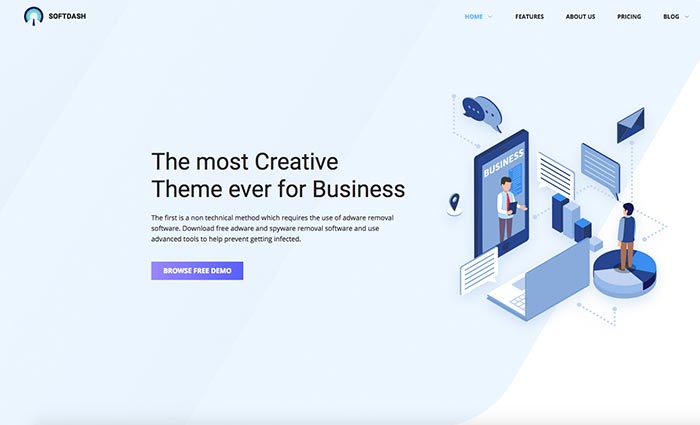 SOFTDASH
HOME
FEATURES
ABOUT US
PRICING
BLOG
The most Creative
Theme ever for Business
The first is a non technical method which requires the use of adware removal
software. Download free adware and spyware removal software and use
advanced tools to help prevent getting infected.
BROWSE FREE DEMO
BUSINESS